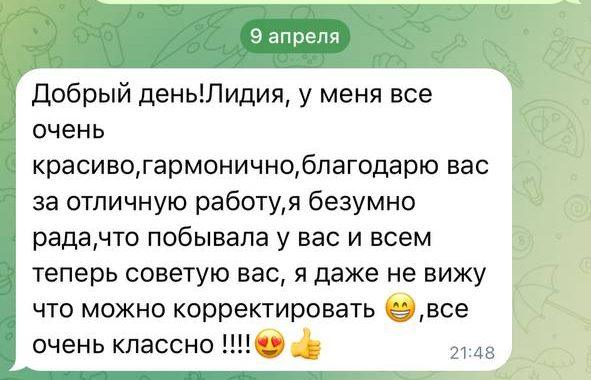 9 апреля
Добрый день!Лидия, у меня все
очень
красиво,гармонично,благодарю вас
за отличную работу,я безумно
рада,что побывала у вас и всем
теперь советую вас, я даже не вижу
что можно корректировать 😁,все
очень классно !!!!😍👍
21:48